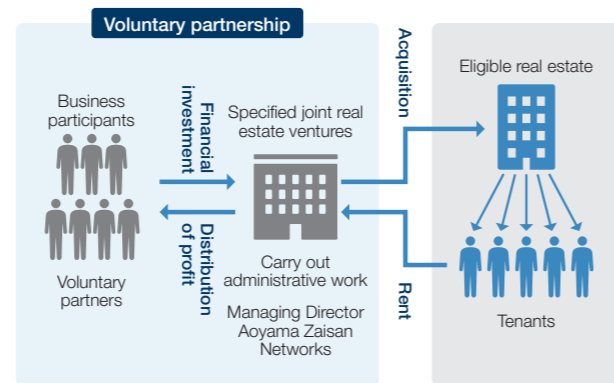 Voluntary partnership
Business
participants
Voluntary
partners
Financial
investment
Distribution
of profit
Specified joint real
estate ventures
Carry out
administrative work
Managing Director
Aoyama Zaisan
Networks
Acquisition
Rent
Eligible real estate
Tenants